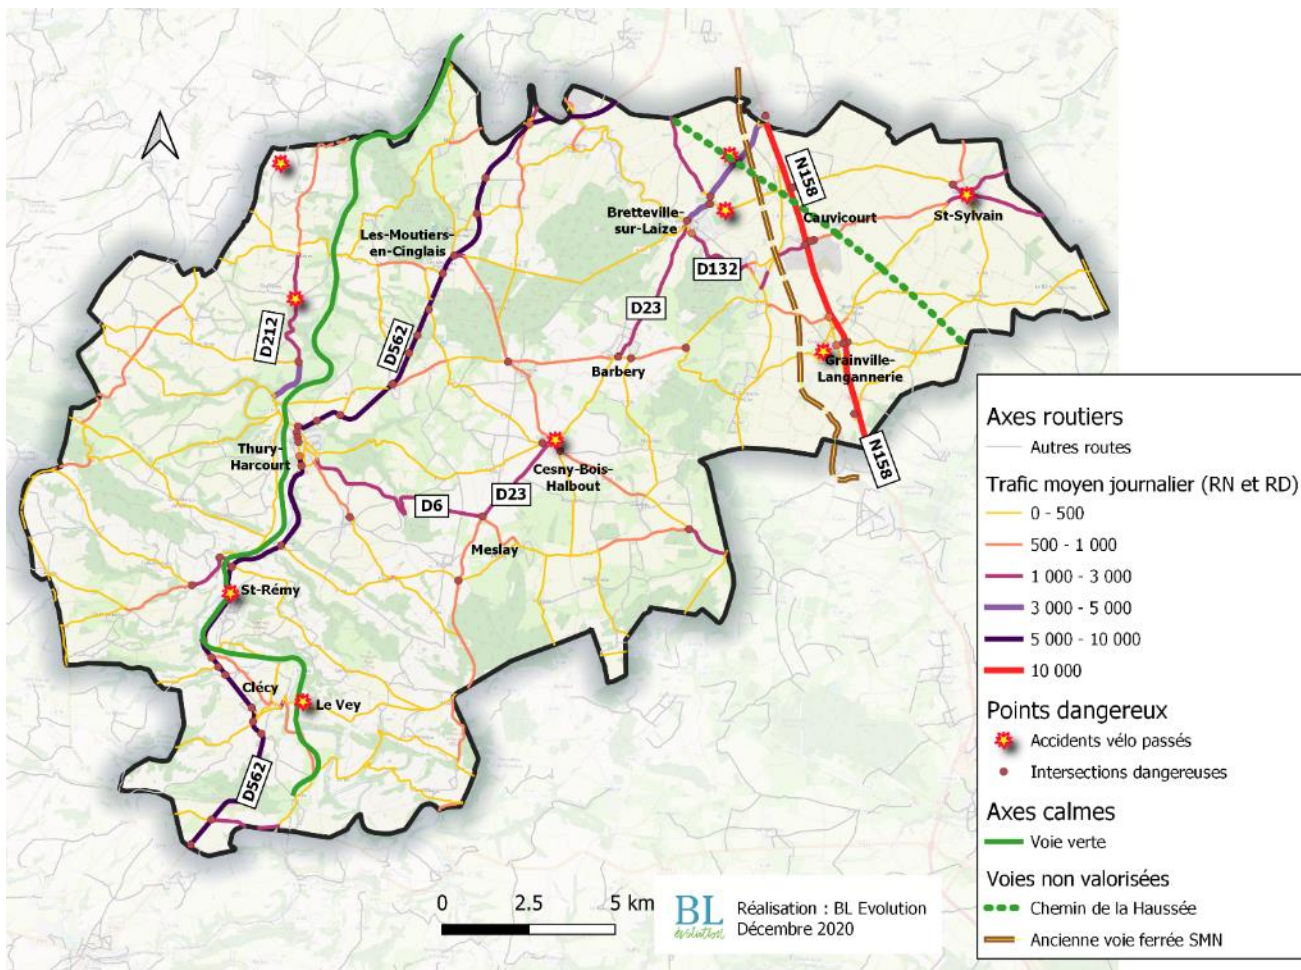 N158
Bretteville-
sur-Laize
Cauvicourt
St-Sylvain
Les-Moutiers-
en-Cinglais
D132
D23
D212
D562
Barbery
Grainville-
Langannerie
Thury-
Harcourt
Cesny-Bois-
Halbout
N158
D6
D23
Meslay
St-Rémy
Clécy
Le Vey
D562
Axes routiers
Autres routes
Trafic moyen journalier (RN et RD)
0 - 500
500 - 1 000
1 000 - 3 000
3 000 - 5 000
5 000 - 10 000
10 000
Points dangereux
Accidents vélo passés
Intersections dangereuses
Axes calmes
Voie verte
Voies non valorisées
Chemin de la Haussée
Ancienne voie ferrée SMN
0 2.5 5 km
BL
évolution
Réalisation : BL Evolution
Décembre 2020